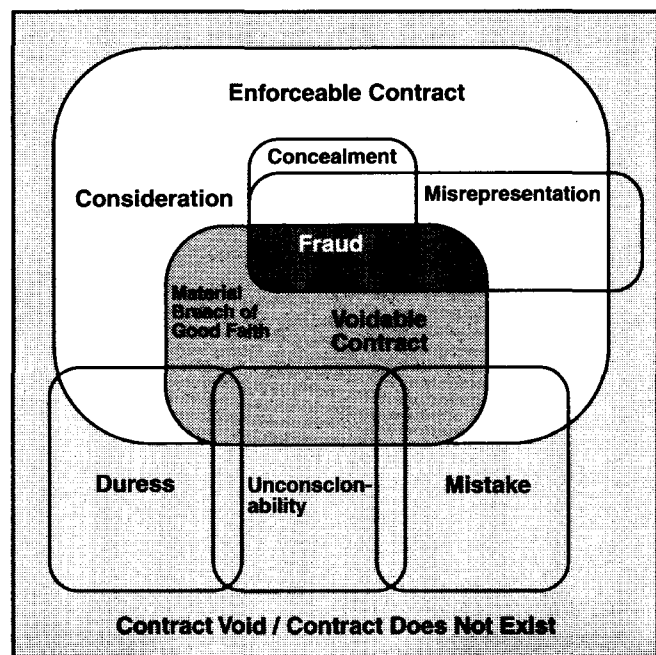 Enforceable Contract
Concealment
Consideration
Misrepresentation
Fraud
Material
Breach of
Good Faith
Voidable
Contract
Duress
Unconscion-
ability
Mistake
Contract Void / Contract Does Not Exist